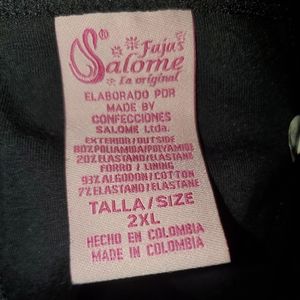 Fajas
Salome
La original
®
ELABORADO POR
MADE BY
CONFECCIONES
SALOME Ltda.
EXTERIOR/OUTSIDE
80%POLIAMIDA/POLYAMIDE
20%ELASTANO/ELASTANE
FORRO / LINING
93%ALGODON/COTTON
7%ELASTANO/ELASTANE
TALLA/SIZE
2XL
HECHO EN COLOMBIA
MADE IN COLOMBIA